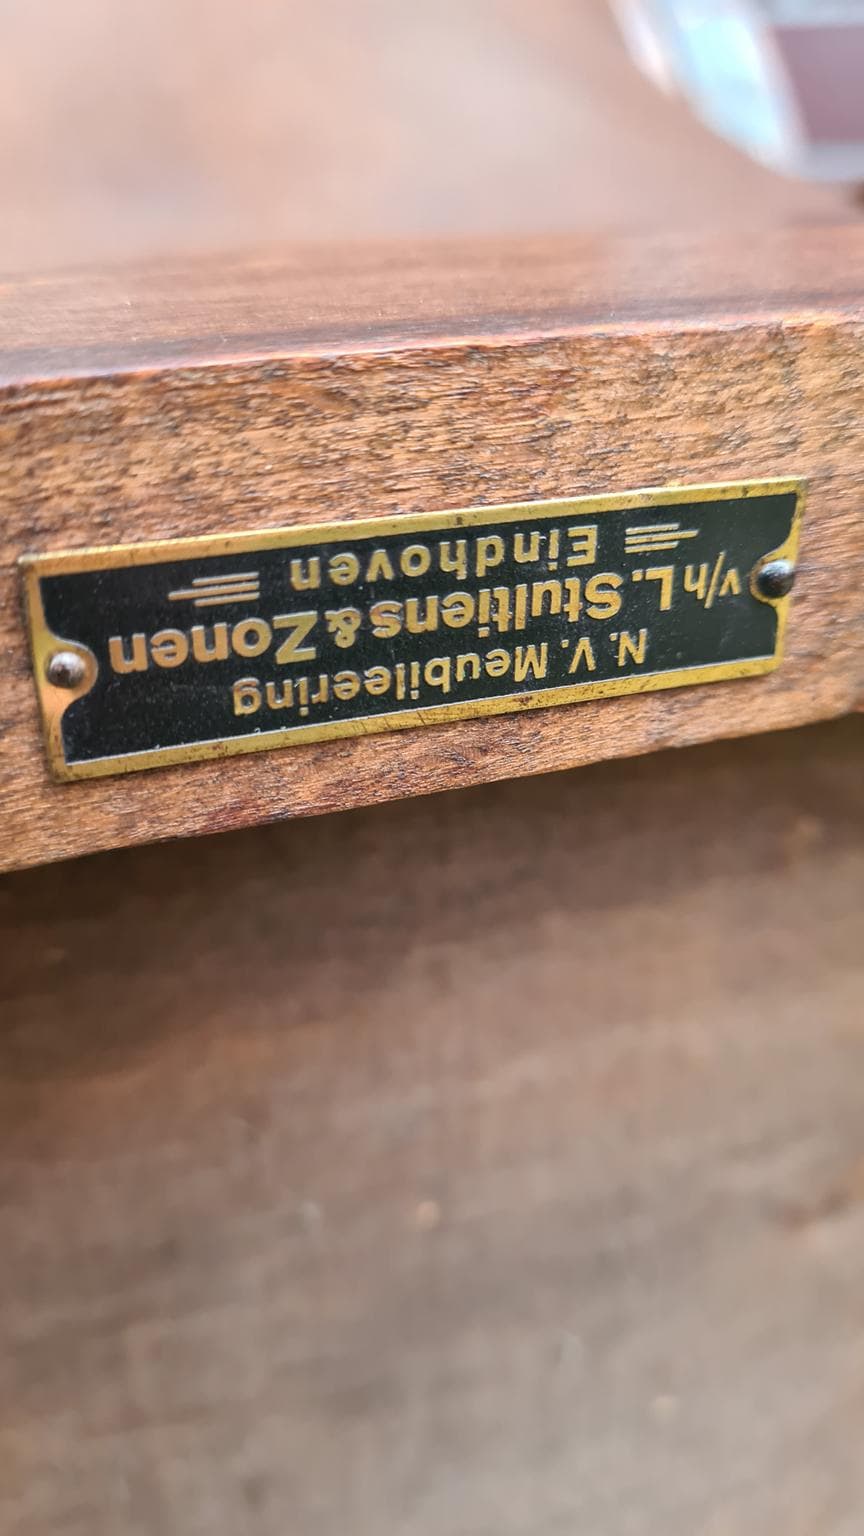 N.V. Meubileering
v/h L. Stultiens & Zonen
Eindhoven